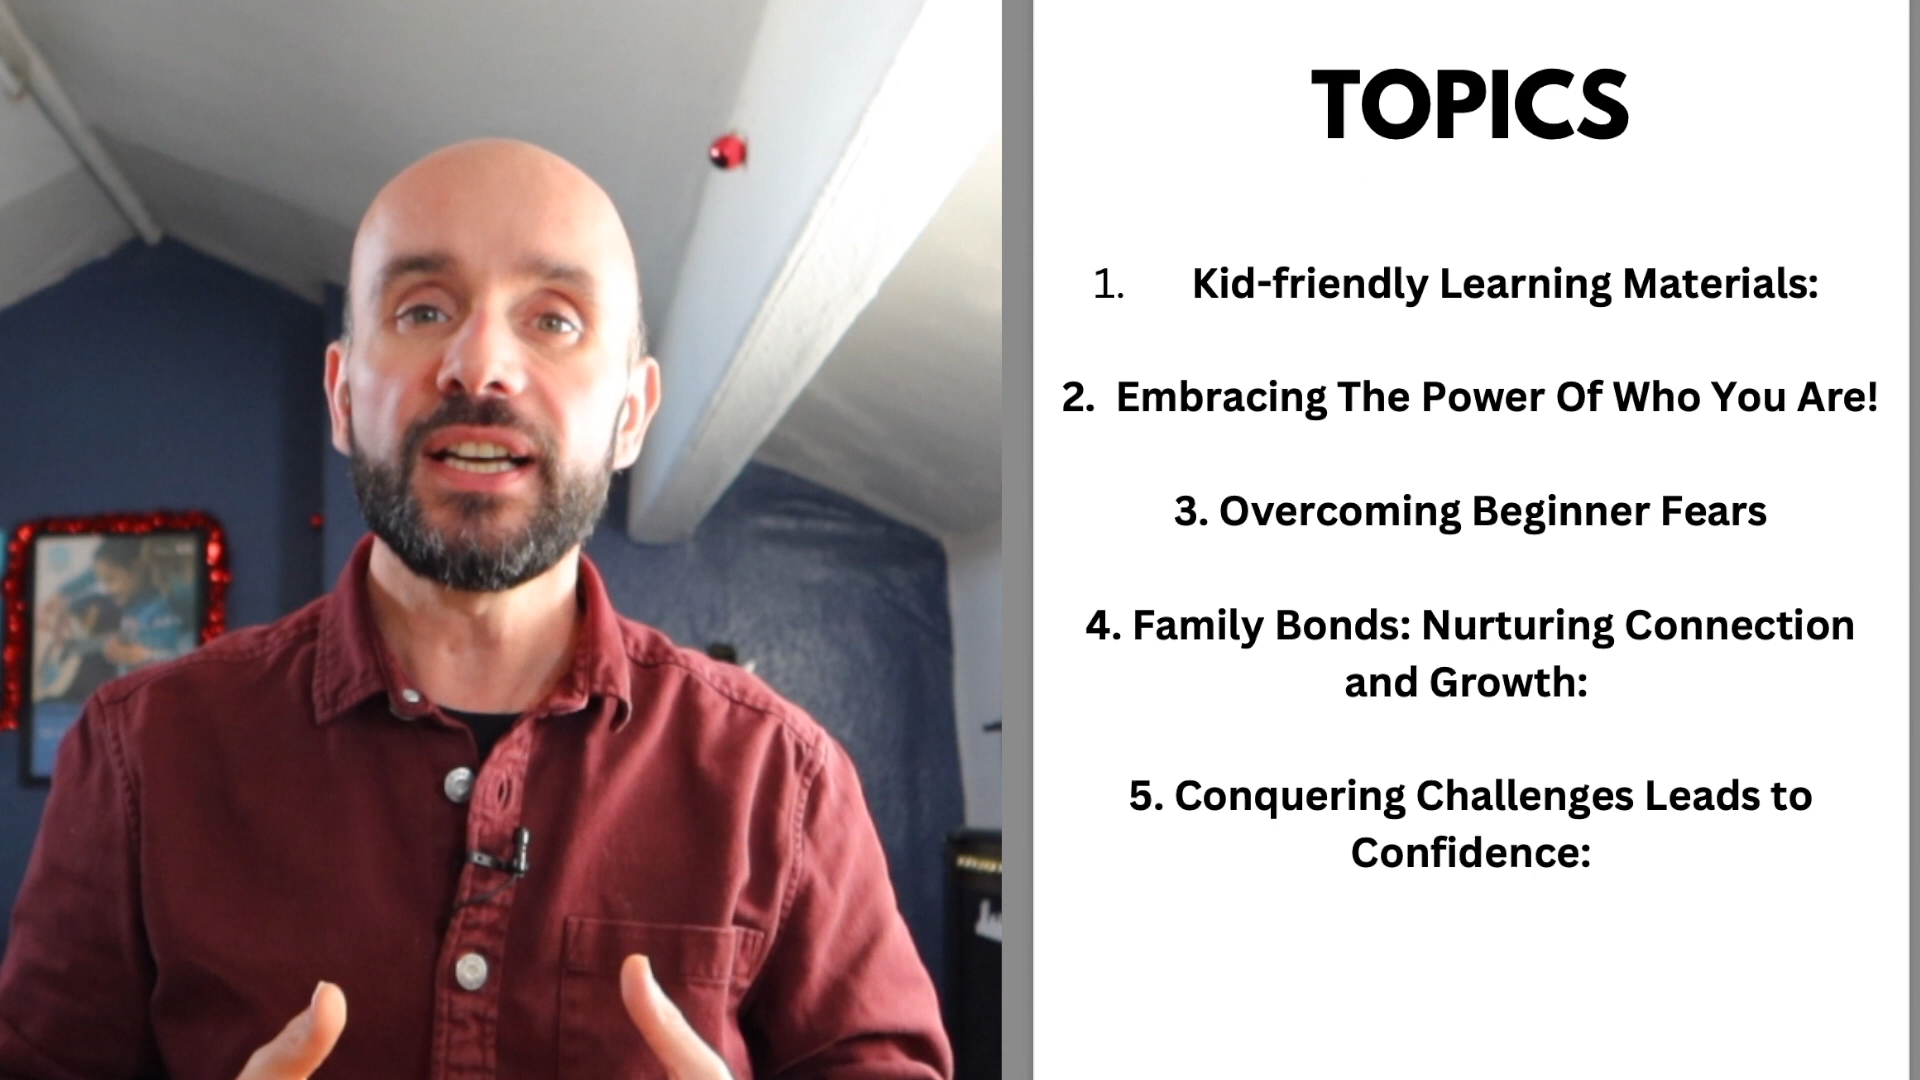 TOPICS
1. Kid-friendly Learning Materials:
2. Embracing The Power Of Who You Are!
3. Overcoming Beginner Fears
4. Family Bonds: Nurturing Connection
and Growth:
5. Conquering Challenges Leads to
Confidence: